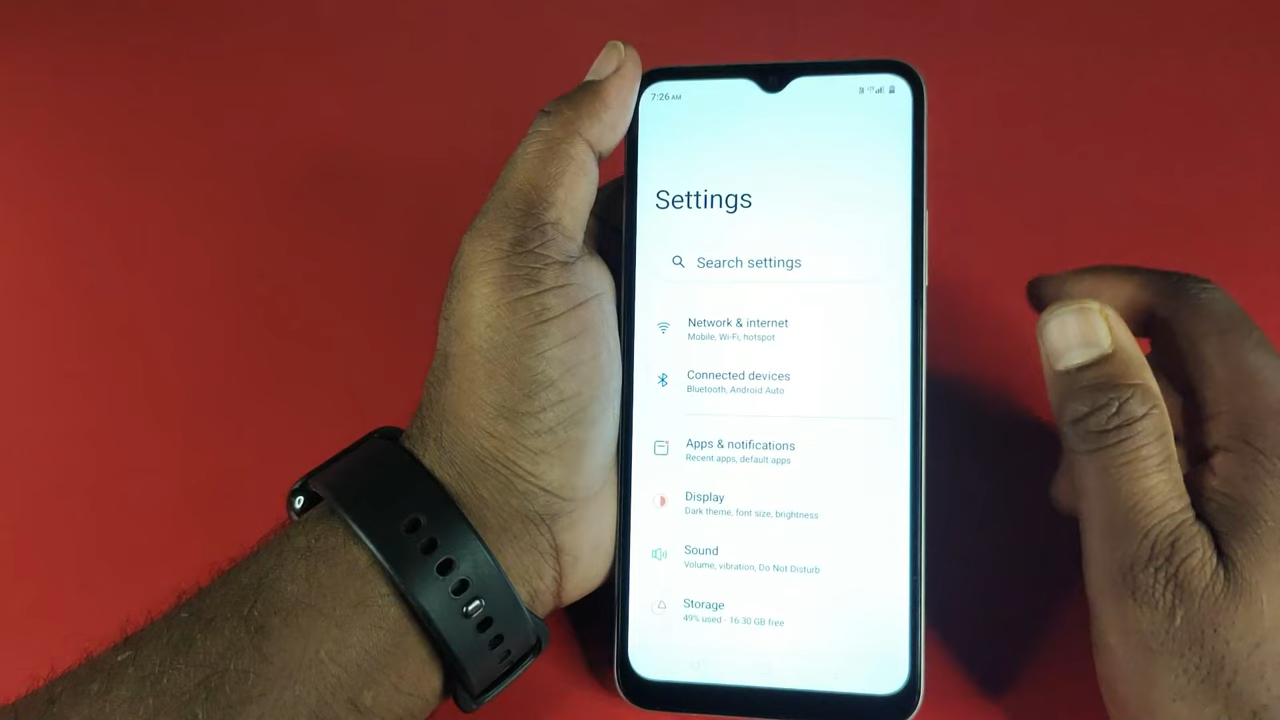 7:26 AM
Settings
Search settings
Network & internet
Mobile, Wi-Fi, hotspot
Connected devices
Bluetooth, Android Auto
Apps & notifications
Recent apps, default apps
Display
Dark theme, font size, brightness
Sound
Volume, vibration, Do Not Disturb
Storage
49% used - 16.30 GB free